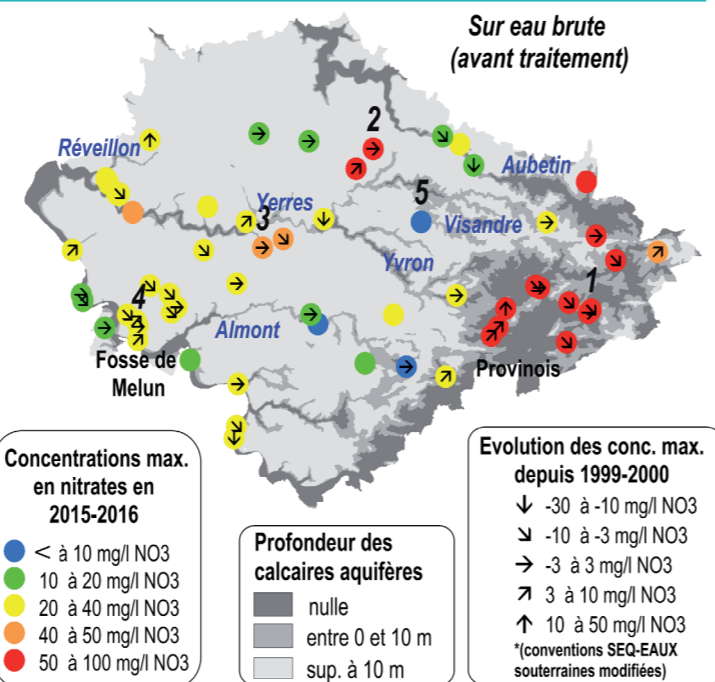 Sur eau brute
(avant traitement)
2
Réveillon
Aubetin
5
Yerres
3
Visandre
Yvron
1
4
Almont
Fosse de
Melun
Provinois
Concentrations max.
en nitrates en
2015-2016
< à 10 mg/l NO3
10 à 20 mg/l NO3
20 à 40 mg/l NO3
40 à 50 mg/l NO3
50 à 100 mg/l NO3
Profondeur des
calcaires aquifères
nulle
entre 0 et 10 m
sup. à 10 m
Evolution des conc. max.
depuis 1999-2000
↓ -30 à -10 mg/l NO3
↘ -10 à -3 mg/l NO3
→ -3 à 3 mg/l NO3
↗ 3 à 10 mg/l NO3
↑ 10 à 50 mg/l NO3
*(conventions SEQ-EAUX
souterraines modifiées)